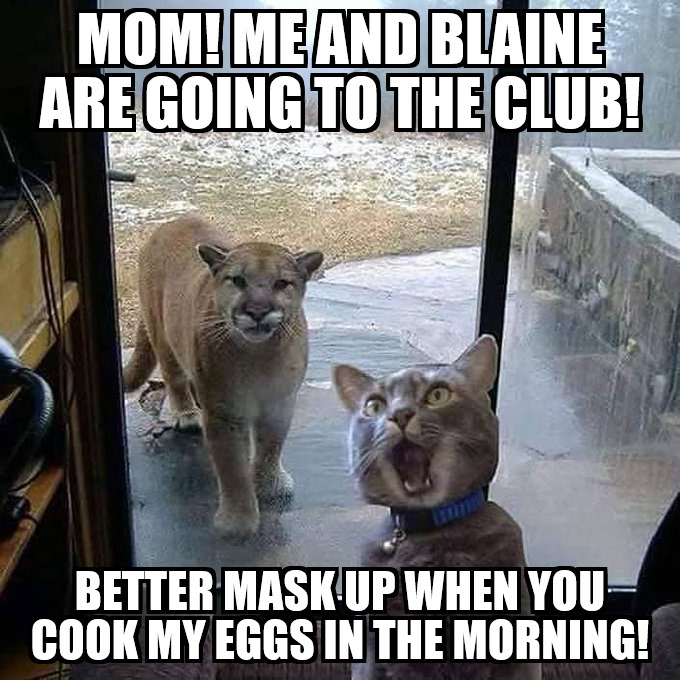 MOM! ME AND BLAINE
ARE GOING TO THE CLUB!
BETTER MASK UP WHEN YOU
COOK MY EGGS IN THE MORNING!